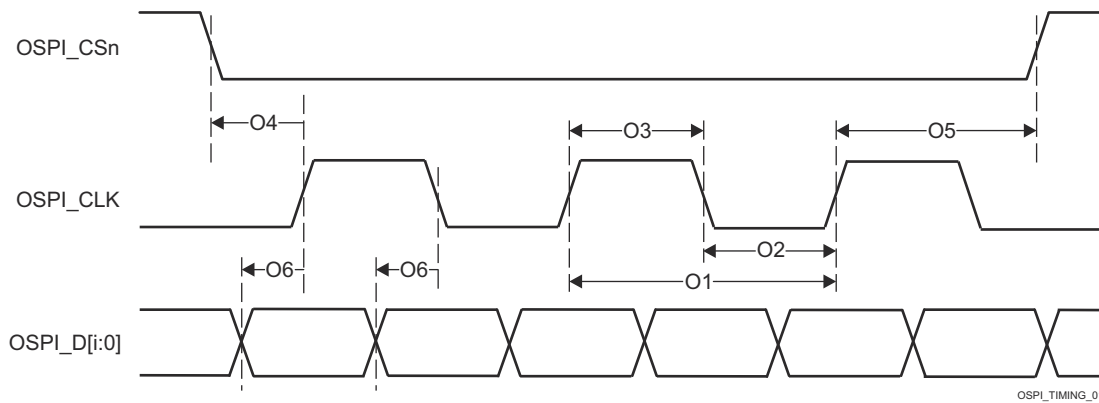 OSPI_CSn
O4
O3
O5
OSPI_CLK
O2
O6
O6
O1
OSPI_D[i:0]
OSPI_TIMING_0